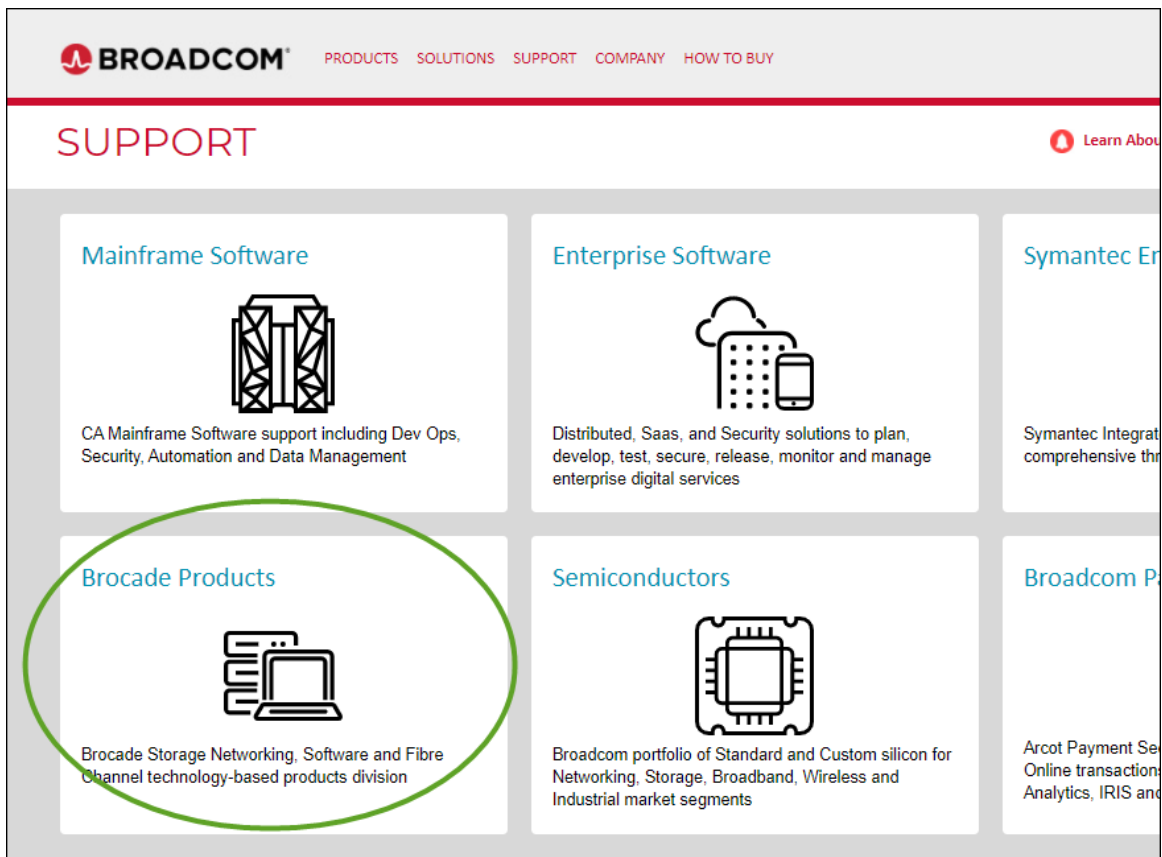 BROADCOM®
PRODUCTS SOLUTIONS SUPPORT COMPANY HOW TO BUY
SUPPORT
Learn Abou
Mainframe Software
CA Mainframe Software support including Dev Ops,
Security, Automation and Data Management
Enterprise Software
Distributed, Saas, and Security solutions to plan,
develop, test, secure, release, monitor and manage
enterprise digital services
Symantec En
Symantec Integrat
comprehensive thr
Brocade Products
Brocade Storage Networking, Software and Fibre
Channel technology-based products division
Semiconductors
Broadcom portfolio of Standard and Custom silicon for
Networking, Storage, Broadband, Wireless and
Industrial market segments
Broadcom Pa
Arcot Payment Sec
Online transactions
Analytics, IRIS and